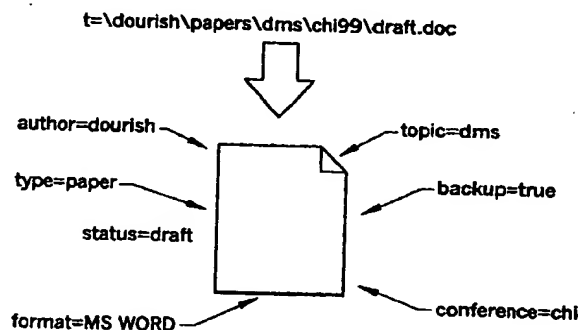 t=\dourish\papers\dms\chi99\draft.doc
author=dourish
topic=dms
type=paper
backup=true
status=draft
format=MS WORD
conference=chi